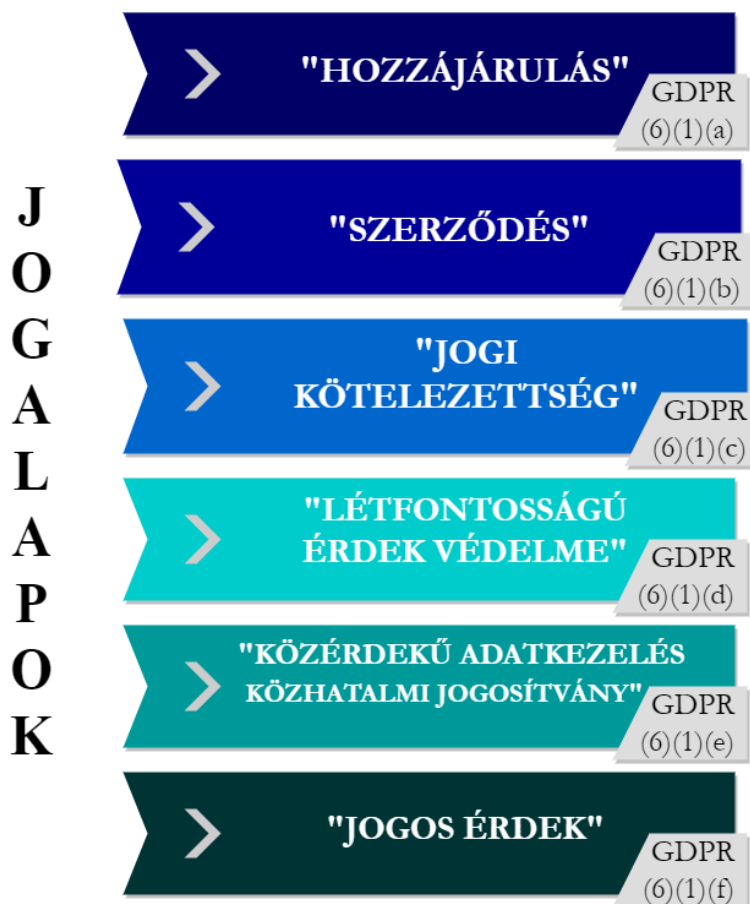 JOGALAPOK
"HOZZÁJÁRULÁS"
GDPR
(6)(1)(a)
"SZERZŐDÉS"
GDPR
(6)(1)(b)
"JOGI
KÖTELEZETTSÉG"
GDPR
(6)(1)(c)
"LÉTFONTOSSÁGÚ
ÉRDEK VÉDELME"
GDPR
(6)(1)(d)
"KÖZÉRDEKŰ ADATKEZELÉS
KÖZHATALMI JOGOSÍTVÁNY"
GDPR
(6)(1)(e)
"JOGOS ÉRDEK"
GDPR
(6)(1)(f)